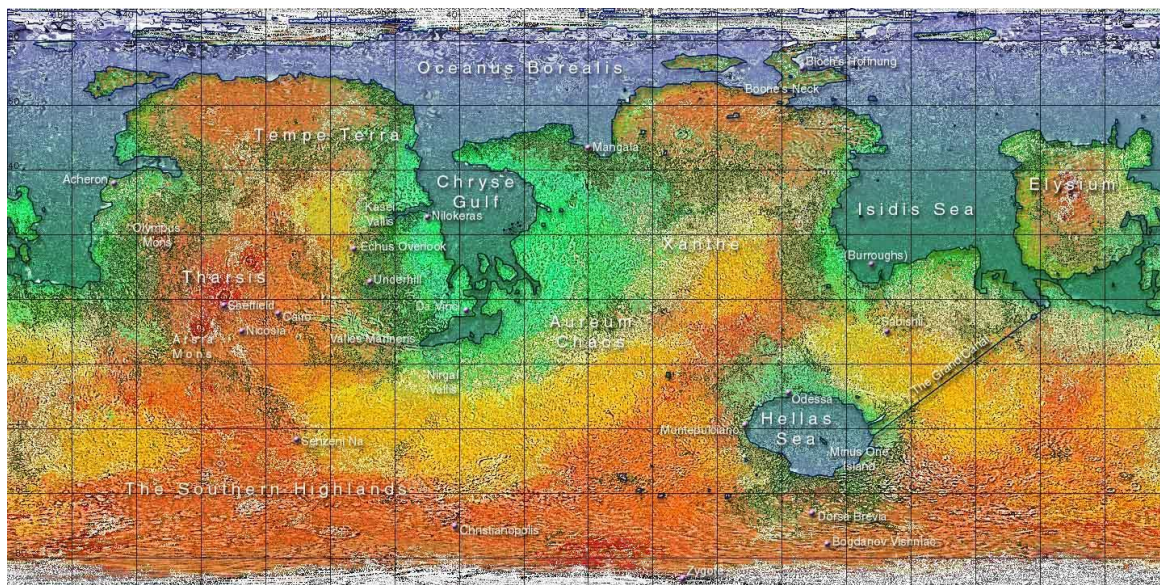 Oceanus Borealis
Bloch's Hoffnung
Boone's Neck
Tempe Terra
Mangala
Acheron
Chryse
Gulf
Elysium
Kasei
Vallis
Nilokeras
Isidis Sea
Olympus
Mons
Echus Overlook
Xanthe
(Burroughs)
Tharsis
Underhill
Sheffield
Da Vinci
Cairo
Aureum
Chaos
Sabishii
Nicosia
Arsia
Mons
Valles Marineris
The Grand Canal
Nirgal
Vallis
Odessa
Hellas
Sea
Montepulciano
Senzeni Na
Minus One
Island
The Southern Highlands
Dorsa Brevia
Christianopolis
Bogdanov Vishniac
Zygote